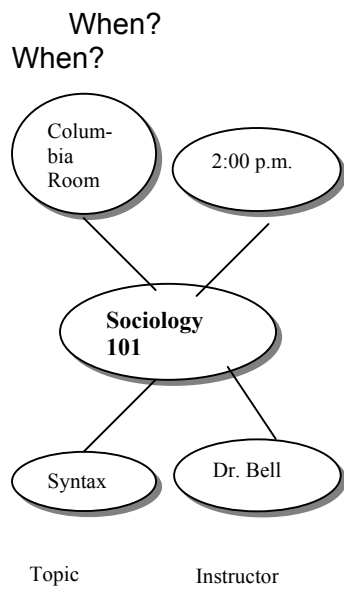 When?
When?
Colum-
bia
Room
2:00 p.m.
Sociology
101
Syntax
Dr. Bell
Topic
Instructor